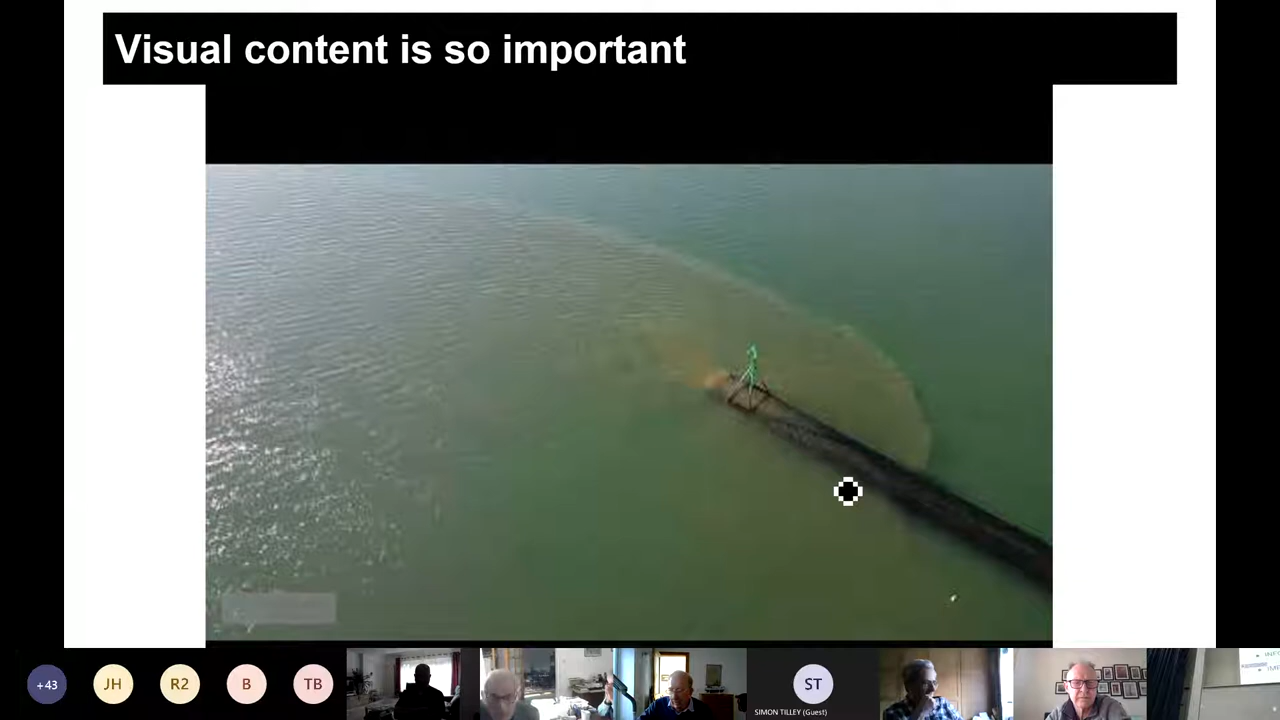 Visual content is so important
+43
JH
R2
B
TB
ST
SIMON TILLEY (Guest)